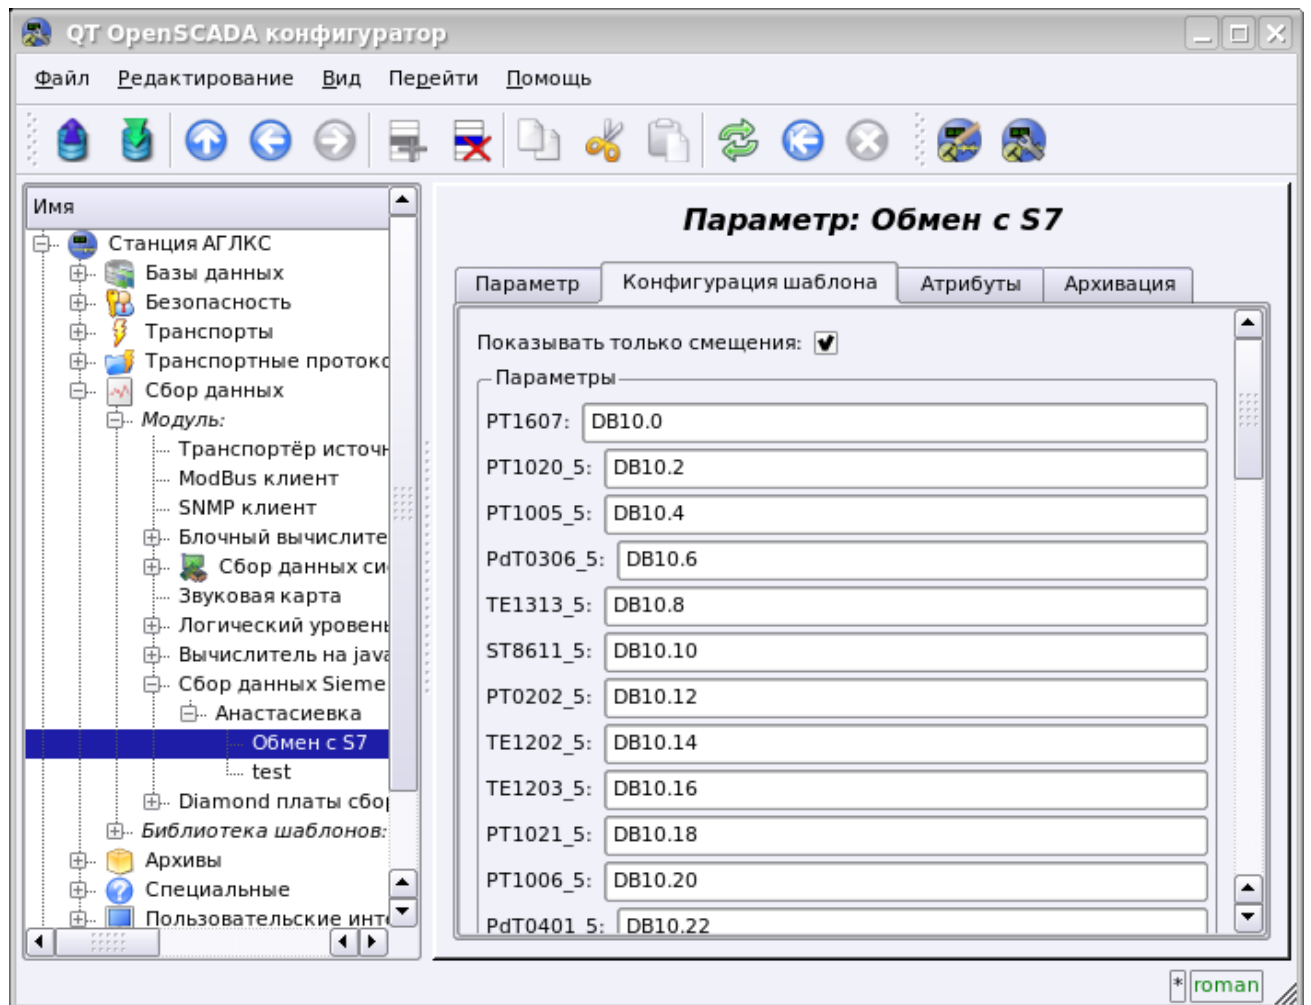 QT OpenSCADA конфигуратор
Файл Редактирование Вид Перейти Помощь
Имя
Станция АГЛКС
Базы данных
Безопасность
Транспорты
Транспортные протокс
Сбор данных
Модуль:
Транспортёр источн
ModBus клиент
SNMP клиент
Блочный вычислите
Сбор данных си
Звуковая карта
Логический уровень
Вычислитель на java
Сбор данных Sieme
Анастасиевка
Обмен с S7
test
Diamond платы сбор
Библиотека шаблонов:
Архивы
Специальные
Пользовательские инте
Параметр: Обмен с S7
Параметр Конфигурация шаблона Атрибуты Архивация
Показывать только смещения:
Параметры
PT1607: DB10.0
PT1020_5: DB10.2
PT1005_5: DB10.4
PdT0306_5: DB10.6
TE1313_5: DB10.8
ST8611_5: DB10.10
PT0202_5: DB10.12
TE1202_5: DB10.14
TE1203_5: DB10.16
PT1021_5: DB10.18
PT1006_5: DB10.20
PdT0401_5: DB10.22
* roman